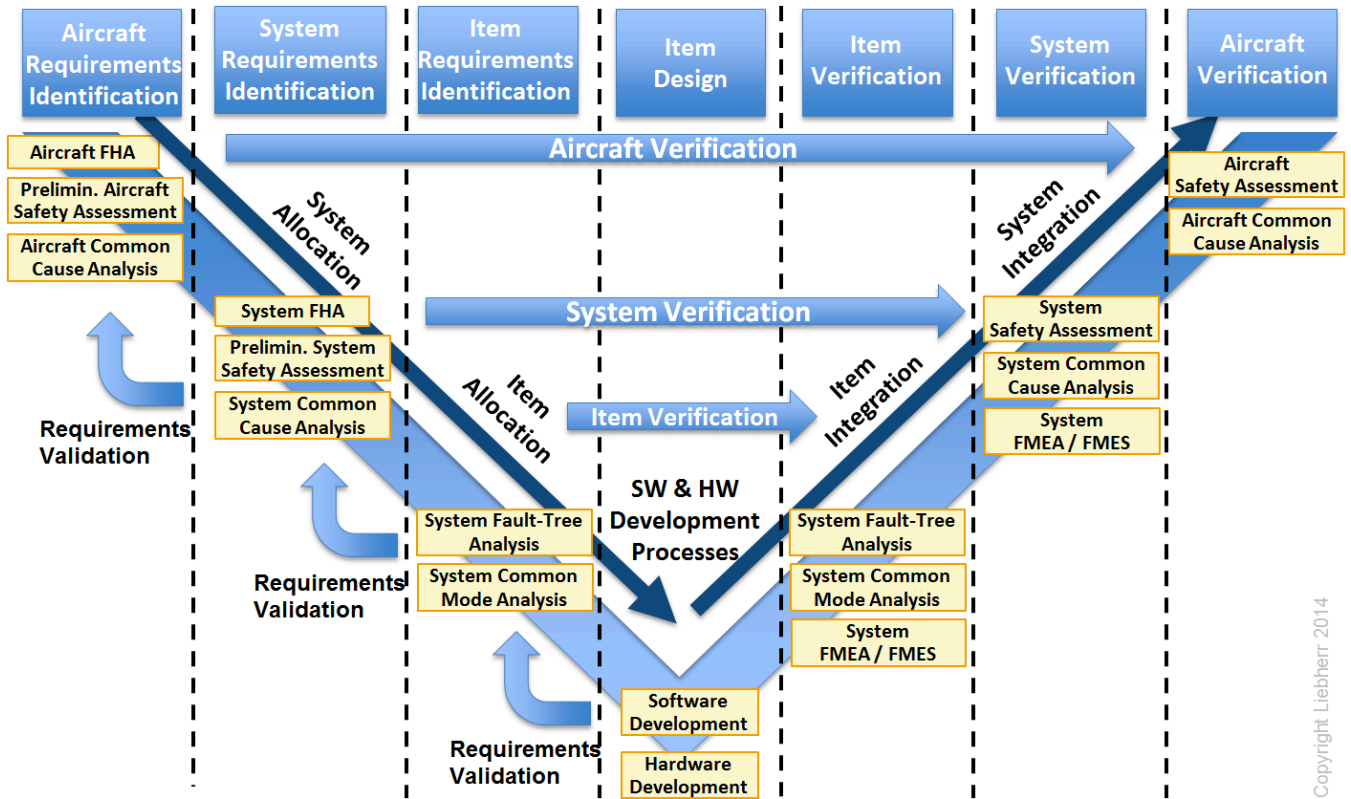 Aircraft
Requirements
Identification
System
Requirements
Identification
Item
Requirements
Identification
Item
Design
Item
Verification
System
Verification
Aircraft
Verification
Aircraft Verification
Aircraft FHA
Prelimin. Aircraft
Safety Assessment
Aircraft Common
Cause Analysis
System
Allocation
System
Integration
Aircraft
Safety Assessment
Aircraft Common
Cause Analysis
System FHA
Prelimin. System
Safety Assessment
System Common
Cause Analysis
System Verification
System
Safety Assessment
System Common
Cause Analysis
System
FMEA / FMES
Requirements
Validation
Item
Allocation
Item Verification
Item
Integration
SW & HW
Development
Processes
System Fault-Tree
Analysis
System Common
Mode Analysis
System Fault-Tree
Analysis
System Common
Mode Analysis
System
FMEA / FMES
Requirements
Validation
Software
Development
Hardware
Development
Requirements
Validation
Copyright Liebherr 2014